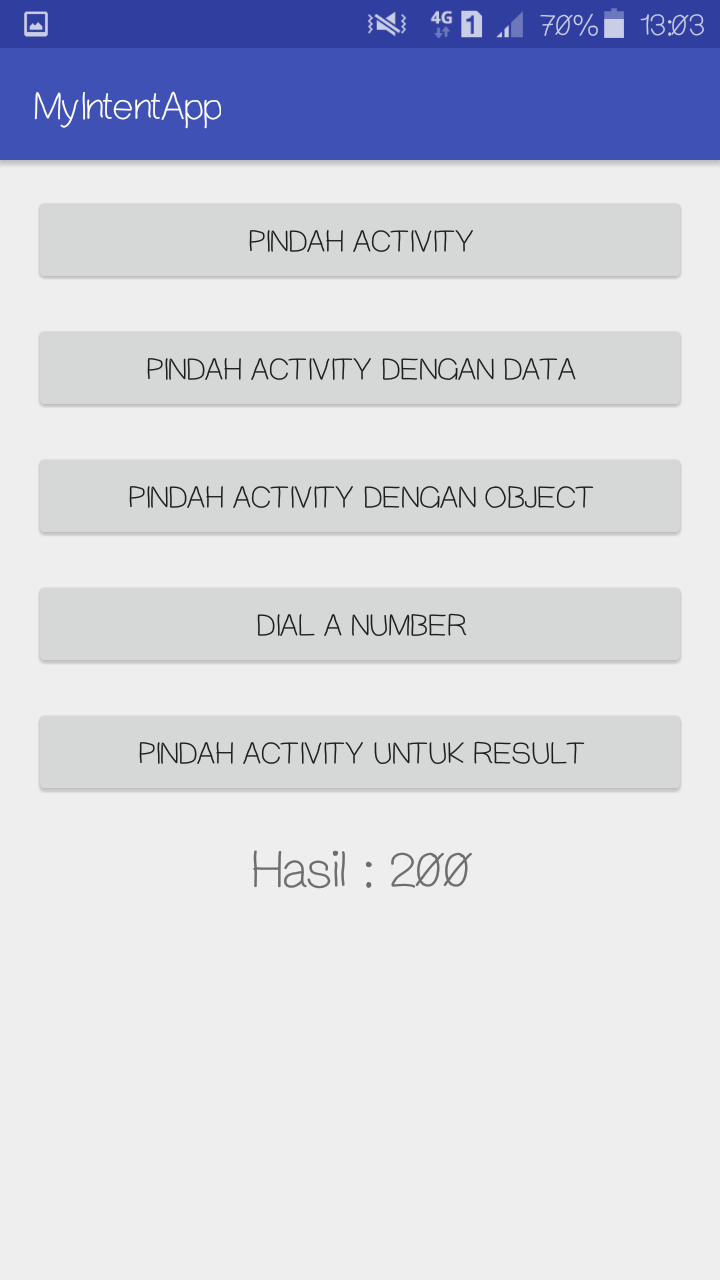 4G 1 70% 13:03
MyIntentApp
PINDAH ACTIVITY
PINDAH ACTIVITY DENGAN DATA
PINDAH ACTIVITY DENGAN OBJECT
DIAL A NUMBER
PINDAH ACTIVITY UNTUK RESULT
Hasil : 200